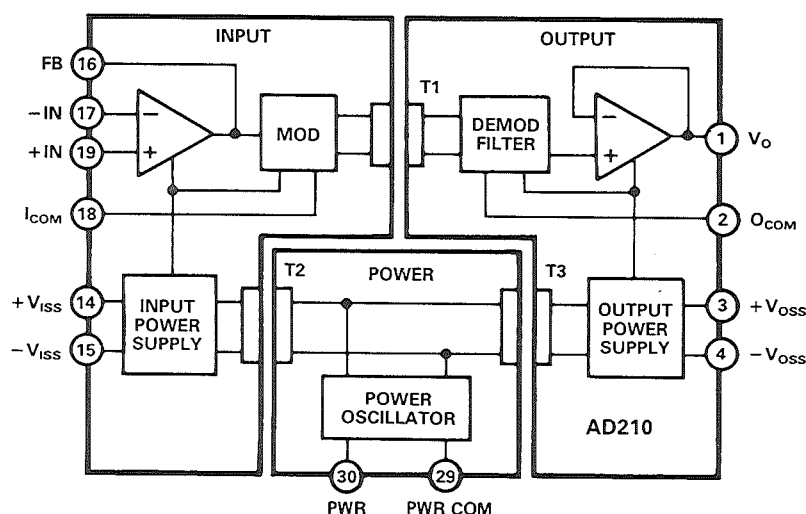 INPUT
OUTPUT
FB 16
−IN 17
+IN 19
ICOM 18
− +
MOD
T1
DEMOD
FILTER
− +
1 VO
2 OCOM
+VISS 14
−VISS 15
INPUT
POWER
SUPPLY
T2
POWER
T3
OUTPUT
POWER
SUPPLY
3 +VOSS
4 −VOSS
POWER
OSCILLATOR
AD210
30 29
PWR PWR COM